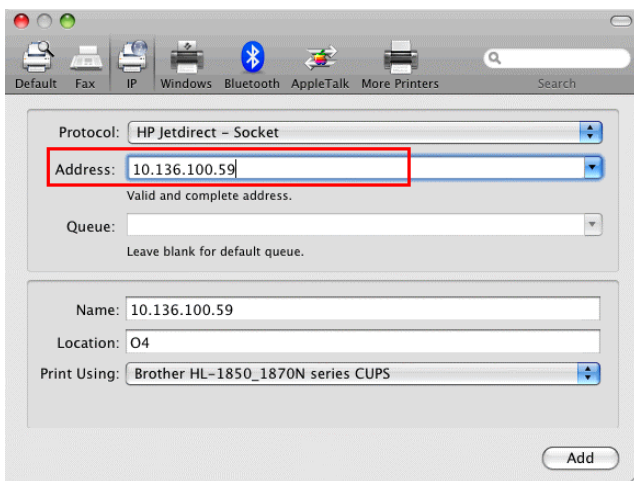 Default Fax IP Windows Bluetooth AppleTalk More Printers Search
Protocol: HP Jetdirect – Socket
Address: 10.136.100.59
Valid and complete address.
Queue:
Leave blank for default queue.
Name: 10.136.100.59
Location: O4
Print Using: Brother HL-1850_1870N series CUPS
Add